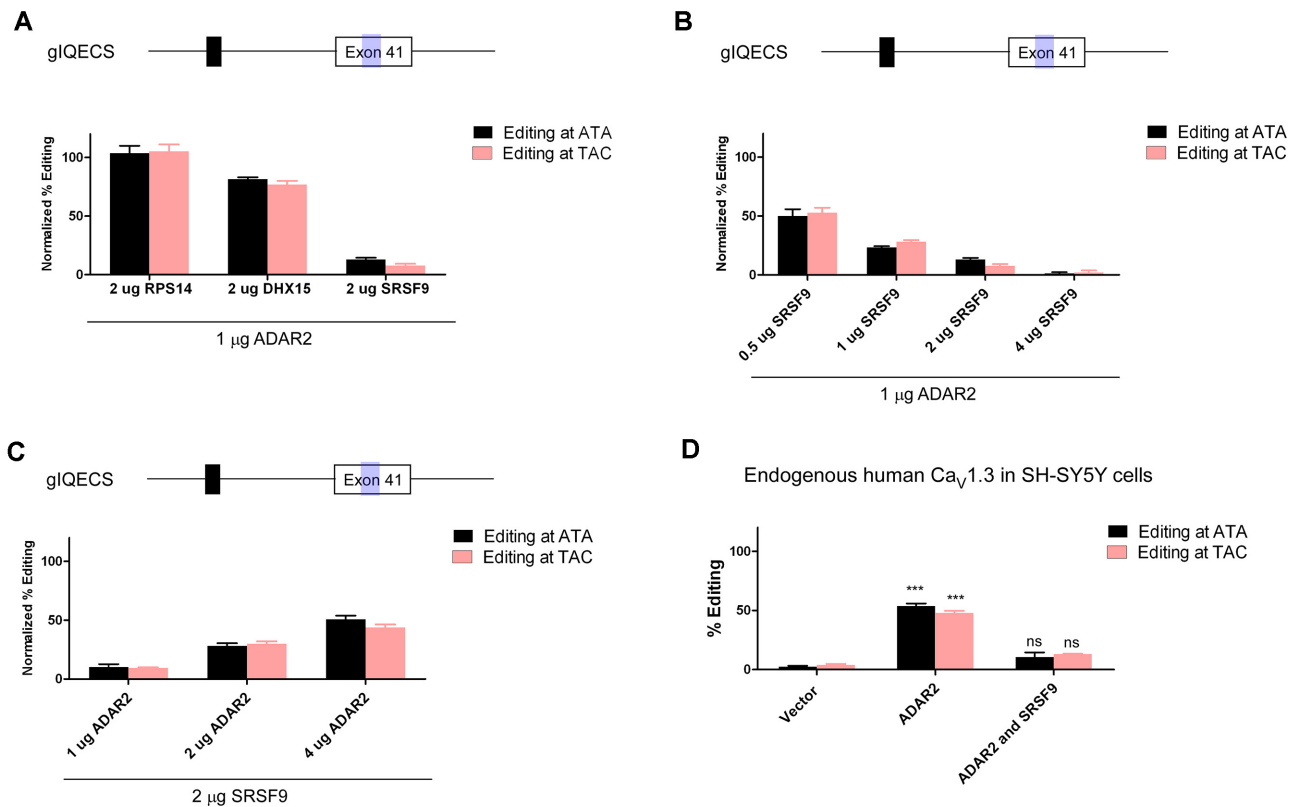 A
gIQECS
Exon 41
Editing at ATA
Editing at TAC
Normalized % Editing
100
50
0
2 ug RPS14
2 ug DHX15
2 ug SRSF9
1 µg ADAR2
B
gIQECS
Exon 41
Editing at ATA
Editing at TAC
Normalized % Editing
100
50
0
0.5 ug SRSF9
1 ug SRSF9
2 ug SRSF9
4 ug SRSF9
1 µg ADAR2
C
gIQECS
Exon 41
Editing at ATA
Editing at TAC
Normalized % Editing
100
50
0
1 ug ADAR2
2 ug ADAR2
4 ug ADAR2
2 µg SRSF9
D
Endogenous human CaV1.3 in SH-SY5Y cells
Editing at ATA
Editing at TAC
% Editing
100
50
0
*** ***
ns ns
Vector
ADAR2
ADAR2 and SRSF9